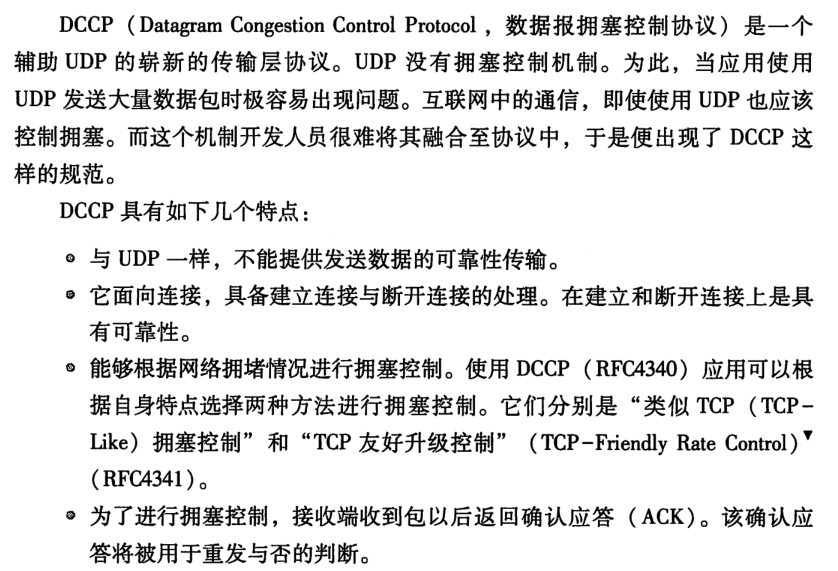 DCCP（Datagram Congestion Control Protocol，数据报拥塞控制协议）是一个
辅助 UDP 的崭新的传输层协议。UDP 没有拥塞控制机制。为此，当应用使用
UDP 发送大量数据包时极容易出现问题。互联网中的通信，即使使用 UDP 也应该
控制拥塞。而这个机制开发人员很难将其融合至协议中，于是便出现了 DCCP 这
样的规范。
DCCP 具有如下几个特点：
与 UDP 一样，不能提供发送数据的可靠性传输。
它面向连接，具备建立连接与断开连接的处理。在建立和断开连接上是具
有可靠性。
能够根据网络拥堵情况进行拥塞控制。使用 DCCP（RFC4340）应用可以根
据自身特点选择两种方法进行拥塞控制。它们分别是“类似 TCP（TCP-
Like）拥塞控制”和“TCP 友好升级控制”（TCP-Friendly Rate Control）▼
（RFC4341）。
为了进行拥塞控制，接收端收到包以后返回确认应答（ACK）。该确认应
答将被用于重发与否的判断。